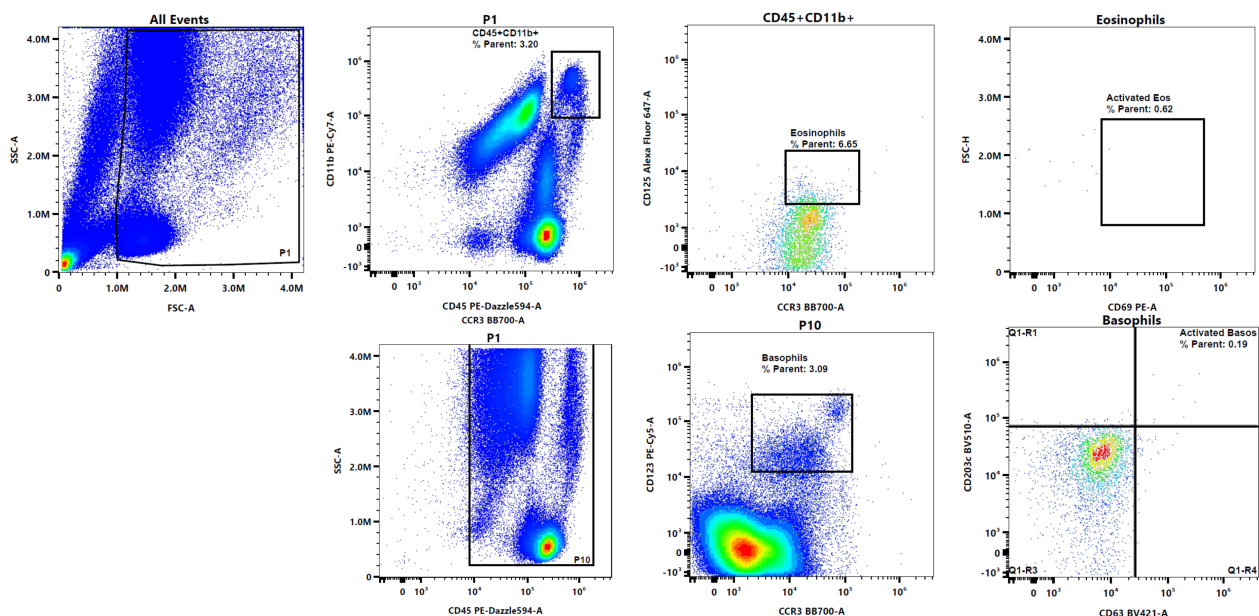 All Events
SSC-A
4.0M
3.0M
2.0M
1.0M
0
P1
0
1.0M
2.0M
3.0M
4.0M
FSC-A
P1
CD45+CD11b+
% Parent: 3.20
CD11b PE-Cy7-A
10⁶
10⁵
10⁴
10³
0
-10³
0
10³
10⁴
10⁵
10⁶
CD45 PE-Dazzle594-A
CCR3 BB700-A
CD45+CD11b+
CD125 Alexa Fluor 647-A
Eosinophils
% Parent: 6.65
10⁶
10⁵
10⁴
10³
0
-10³
0
10³
10⁴
10⁵
10⁶
CCR3 BB700-A
Eosinophils
FSC-H
4.0M
3.0M
2.0M
1.0M
0
Activated Eos
% Parent: 0.62
0
10³
10⁴
10⁵
10⁶
CD69 PE-A
P1
SSC-A
4.0M
3.0M
2.0M
1.0M
0
P10
0
10³
10⁴
10⁵
10⁶
CD45 PE-Dazzle594-A
P10
CD123 PE-Cy5-A
Basophils
% Parent: 3.09
10⁶
10⁵
10⁴
10³
0
-10³
0
10³
10⁴
10⁵
10⁶
CCR3 BB700-A
Basophils
Q1-R1
Activated Basos
% Parent: 0.19
CD203c BV510-A
10⁶
10⁵
10⁴
10³
0
-10³
Q1-R3
Q1-R4
0
10³
10⁴
10⁵
10⁶
CD63 BV421-A